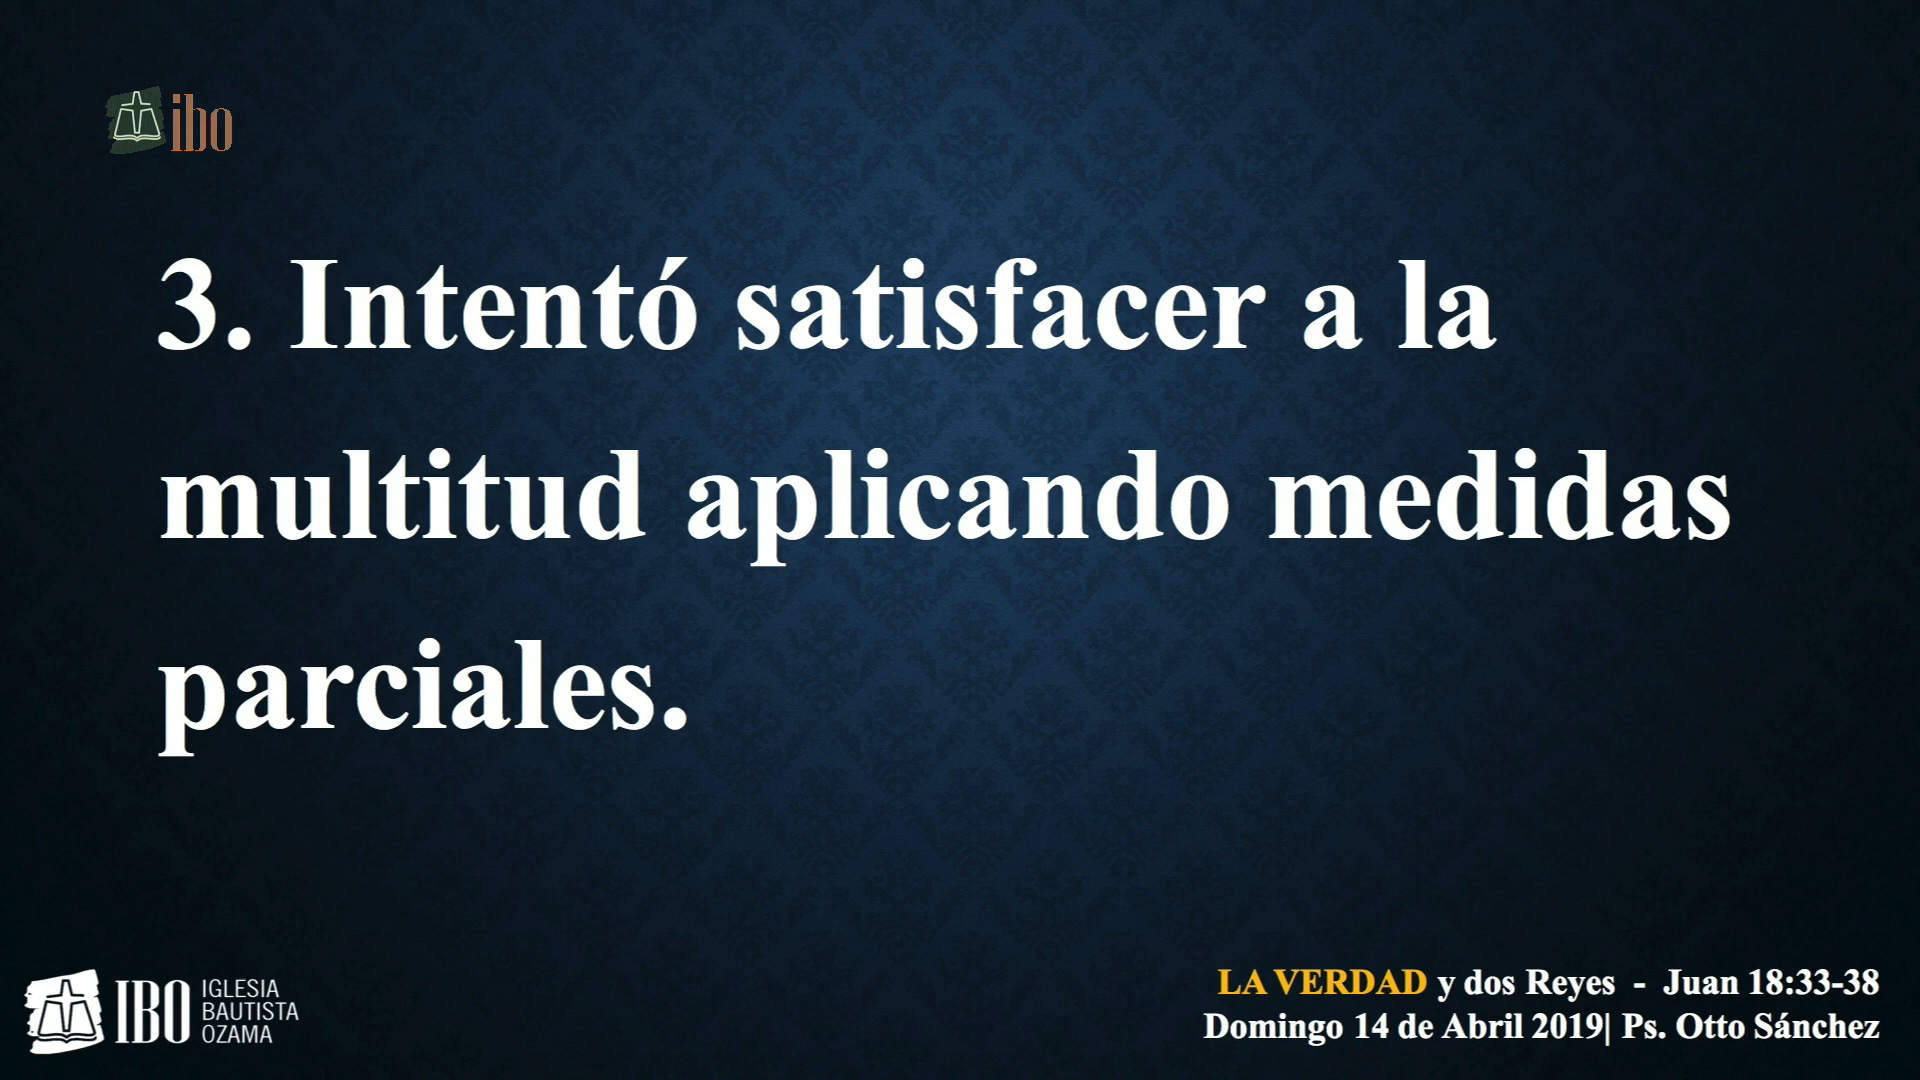 ibo
3. Intentó satisfacer a la
multitud aplicando medidas
parciales.
IBO
IGLESIA
BAUTISTA
OZAMA
LA VERDAD y dos Reyes - Juan 18:33-38
Domingo 14 de Abril 2019| Ps. Otto Sánchez